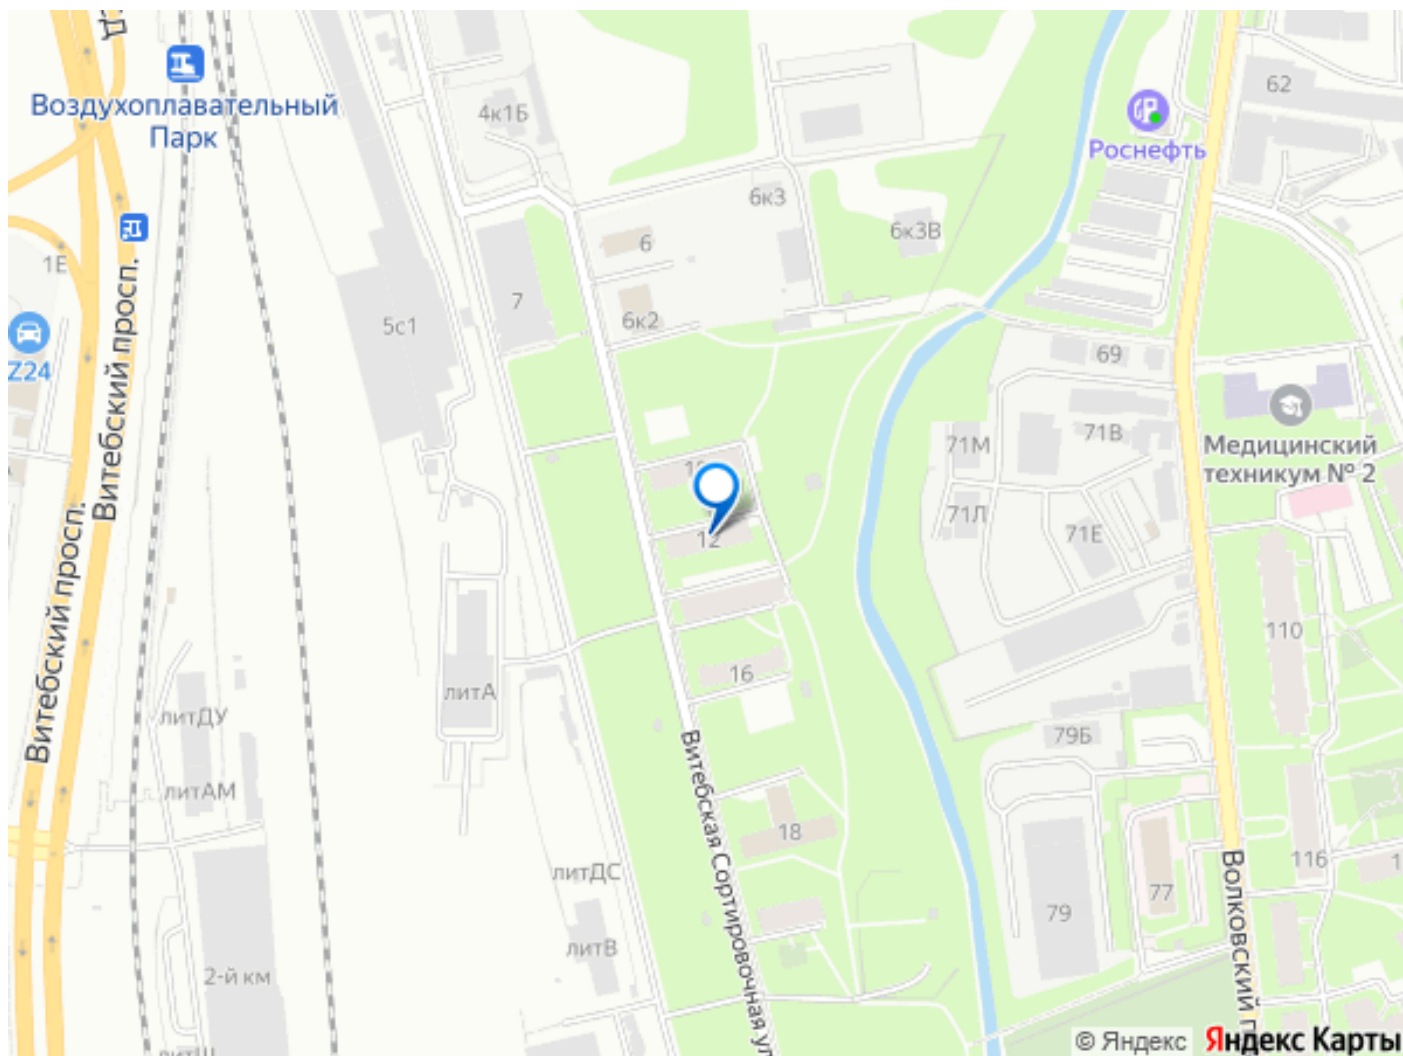 Воздухоплавательный
Парк
4к1Б
62
Роснефть
6к3
6
6к3В
1Е
7
5с1
6к2
Z24
69
71М
71В
Медицинский
техникум № 2
Витебский просп.
Витебский просп.
71Л
71Е
12
110
16
литА
литДУ
79Б
литАМ
Витебская Сортировочная ул
18
литДС
116
77
79
Волковский п
литВ
2-й км
© Яндекс
Яндекс Карты